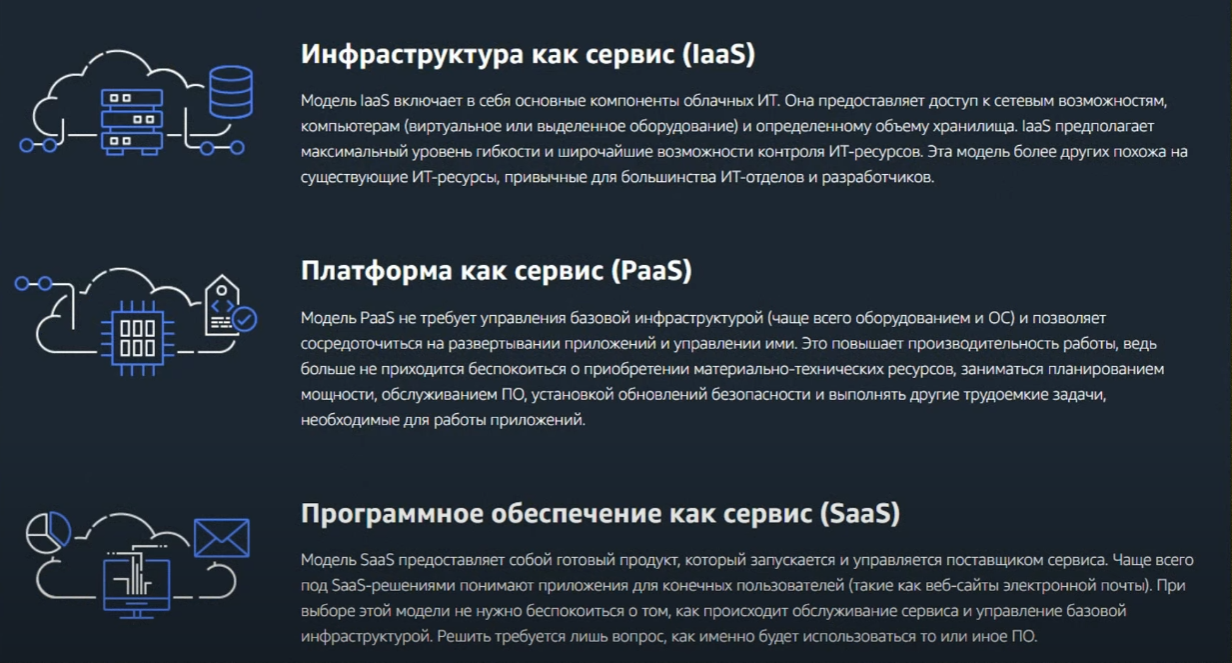 Инфраструктура как сервис (IaaS)
Модель IaaS включает в себя основные компоненты облачных ИТ. Она предоставляет доступ к сетевым возможностям,
компьютерам (виртуальное или выделенное оборудование) и определенному объему хранилища. IaaS предполагает
максимальный уровень гибкости и широчайшие возможности контроля ИТ-ресурсов. Эта модель более других похожа на
существующие ИТ-ресурсы, привычные для большинства ИТ-отделов и разработчиков.
Платформа как сервис (PaaS)
Модель PaaS не требует управления базовой инфраструктурой (чаще всего оборудованием и ОС) и позволяет
сосредоточиться на развертывании приложений и управлении ими. Это повышает производительность работы, ведь
больше не приходится беспокоиться о приобретении материально-технических ресурсов, заниматься планированием
мощности, обслуживанием ПО, установкой обновлений безопасности и выполнять другие трудоемкие задачи,
необходимые для работы приложений.
Программное обеспечение как сервис (SaaS)
Модель SaaS предоставляет собой готовый продукт, который запускается и управляется поставщиком сервиса. Чаще всего
под SaaS-решениями понимают приложения для конечных пользователей (такие как веб-сайты электронной почты). При
выборе этой модели не нужно беспокоиться о том, как происходит обслуживание сервиса и управление базовой
инфраструктурой. Решить требуется лишь вопрос, как именно будет использоваться то или иное ПО.